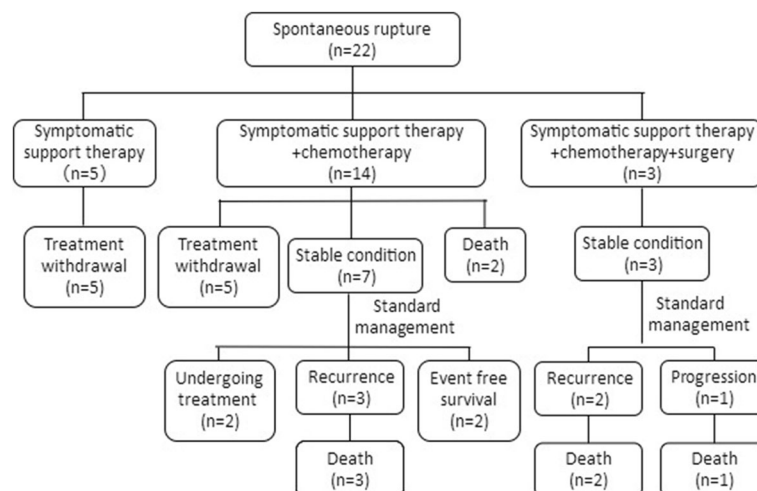 Spontaneous rupture
(n=22)
Symptomatic
support therapy
(n=5)
Symptomatic support therapy
+chemotherapy
(n=14)
Symptomatic support therapy
+chemotherapy+surgery
(n=3)
Treatment
withdrawal
(n=5)
Treatment
withdrawal
(n=5)
Stable condition
(n=7)
Death
(n=2)
Stable condition
(n=3)
Standard
management
Standard
management
Undergoing
treatment
(n=2)
Recurrence
(n=3)
Event free
survival
(n=2)
Recurrence
(n=2)
Progression
(n=1)
Death
(n=3)
Death
(n=2)
Death
(n=1)